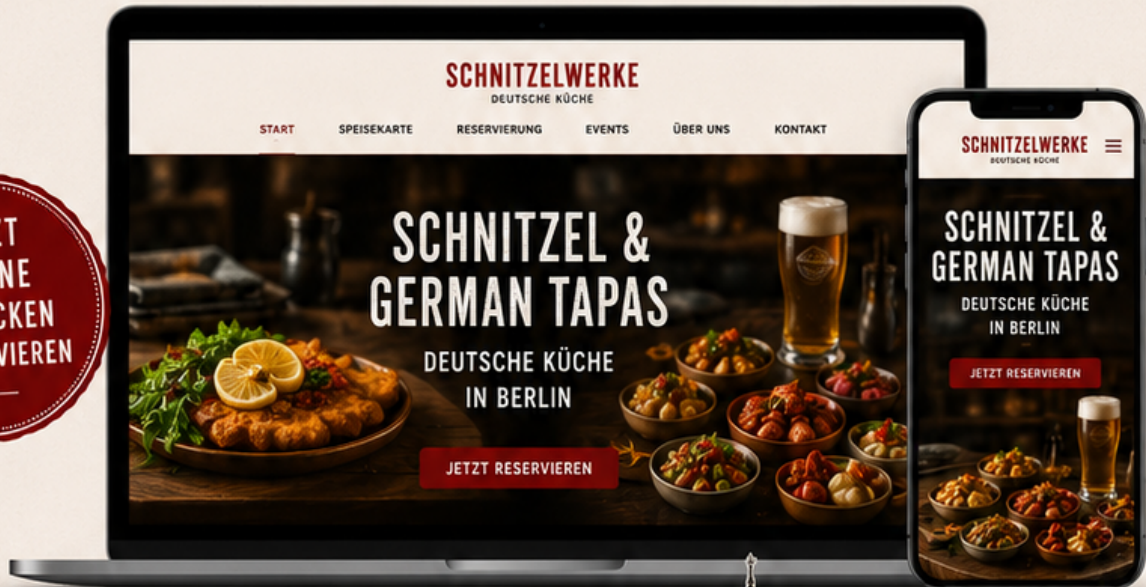 SCHNITZELWERKE
DEUTSCHE KÜCHE
START SPEISEKARTE RESERVIERUNG EVENTS ÜBER UNS KONTAKT
SCHNITZEL &
GERMAN TAPAS
DEUTSCHE KÜCHE
IN BERLIN
JETZT RESERVIEREN
SCHNITZELWERKE
DEUTSCHE KÜCHE
SCHNITZEL &
GERMAN TAPAS
DEUTSCHE KÜCHE
IN BERLIN
JETZT RESERVIEREN